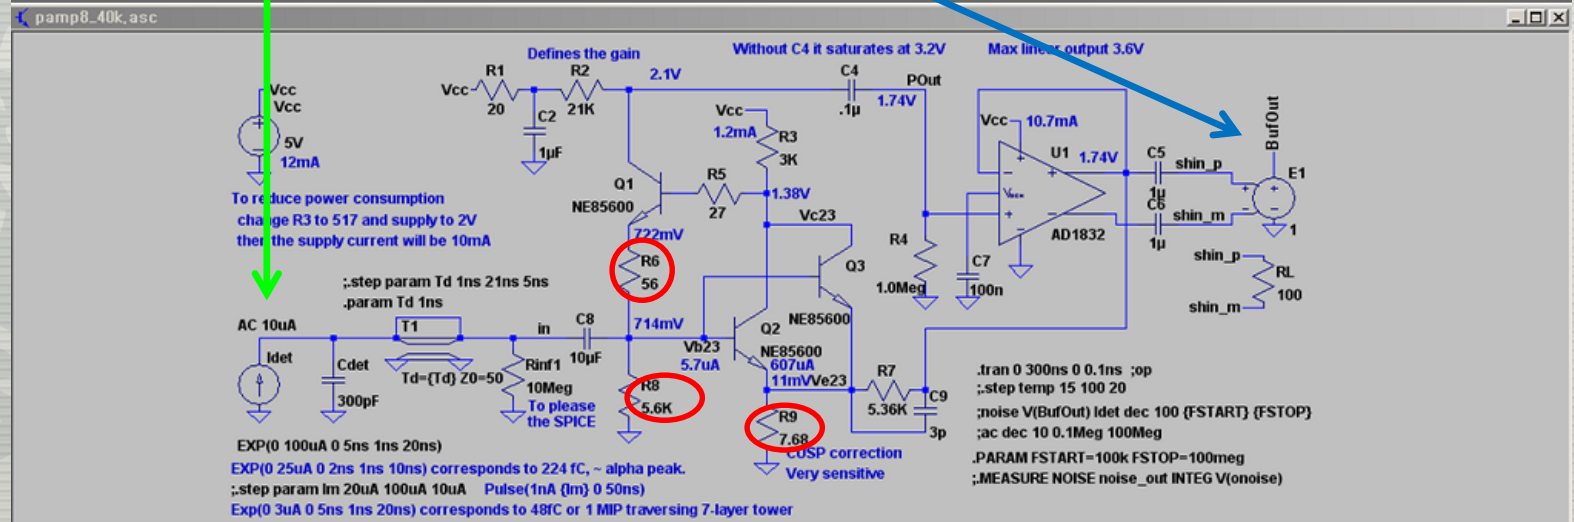 pamp8_40k.asc
Defines the gain
Without C4 it saturates at 3.2V
Max linear output 3.6V
Vcc
Vcc
5V
12mA
To reduce power consumption
change R3 to 517 and supply to 2V
then the supply current will be 10mA
Vcc
R1
20
R2
21K
2.1V
C2
1µF
C4
.1µ
POut
1.74V
Vcc
1.2mA
R3
3K
Q1
NE85600
R5
27
1.38V
Vc23
722mV
R6
56
Q3
NE85600
R4
1.0Meg
C7
100n
Vcc
10.7mA
U1
1.74V
AD1832
C5
1µ
shin_p
C6
1µ
shin_m
BufOut
E1
1
shin_p
RL
100
shin_m
;.step param Td 1ns 21ns 5ns
.param Td 1ns
AC 10uA
Idet
Cdet
300pF
T1
Td={Td} Z0=50
in
Rinf1
10Meg
To please
the SPICE
C8
10µF
714mV
Vb23
5.7uA
Q2
NE85600
607uA
11mV
Ve23
R8
5.6K
R9
7.68
CUSP correction
Very sensitive
R7
5.36K
C9
3p
.tran 0 300ns 0 0.1ns ;op
;.step temp 15 100 20
;noise V(BufOut) Idet dec 100 {FSTART} {FSTOP}
;ac dec 10 0.1Meg 100Meg
.PARAM FSTART=100k FSTOP=100meg
;.MEASURE NOISE noise_out INTEG V(onoise)
EXP(0 100uA 0 5ns 1ns 20ns)
EXP(0 25uA 0 2ns 1ns 10ns) corresponds to 224 fC, ~ alpha peak.
;.step param Im 20uA 100uA 10uA Pulse(1nA {Im} 0 50ns)
Exp(0 3uA 0 5ns 1ns 20ns) corresponds to 48fC or 1 MIP traversing 7-layer tower